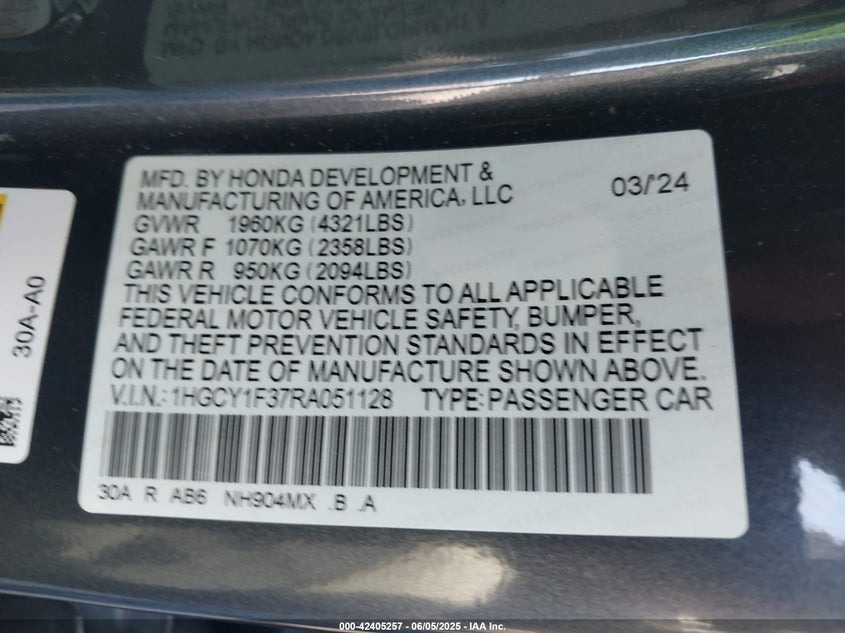 MFD. BY HONDA DEVELOPMENT &
MANUFACTURING OF AMERICA, LLC 03/'24
GVWR 1960KG (4321LBS)
GAWR F 1070KG (2358LBS)
GAWR R 950KG (2094LBS)
THIS VEHICLE CONFORMS TO ALL APPLICABLE
FEDERAL MOTOR VEHICLE SAFETY, BUMPER,
AND THEFT PREVENTION STANDARDS IN EFFECT
ON THE DATE OF MANUFACTURE SHOWN ABOVE.
V.I.N.: 1HGCY1F37RA051128 TYPE: PASSENGER CAR
30A R AB6 NH904MX .B .A
30A-A0
000-42405257 - 06/05/2025 - IAA Inc.